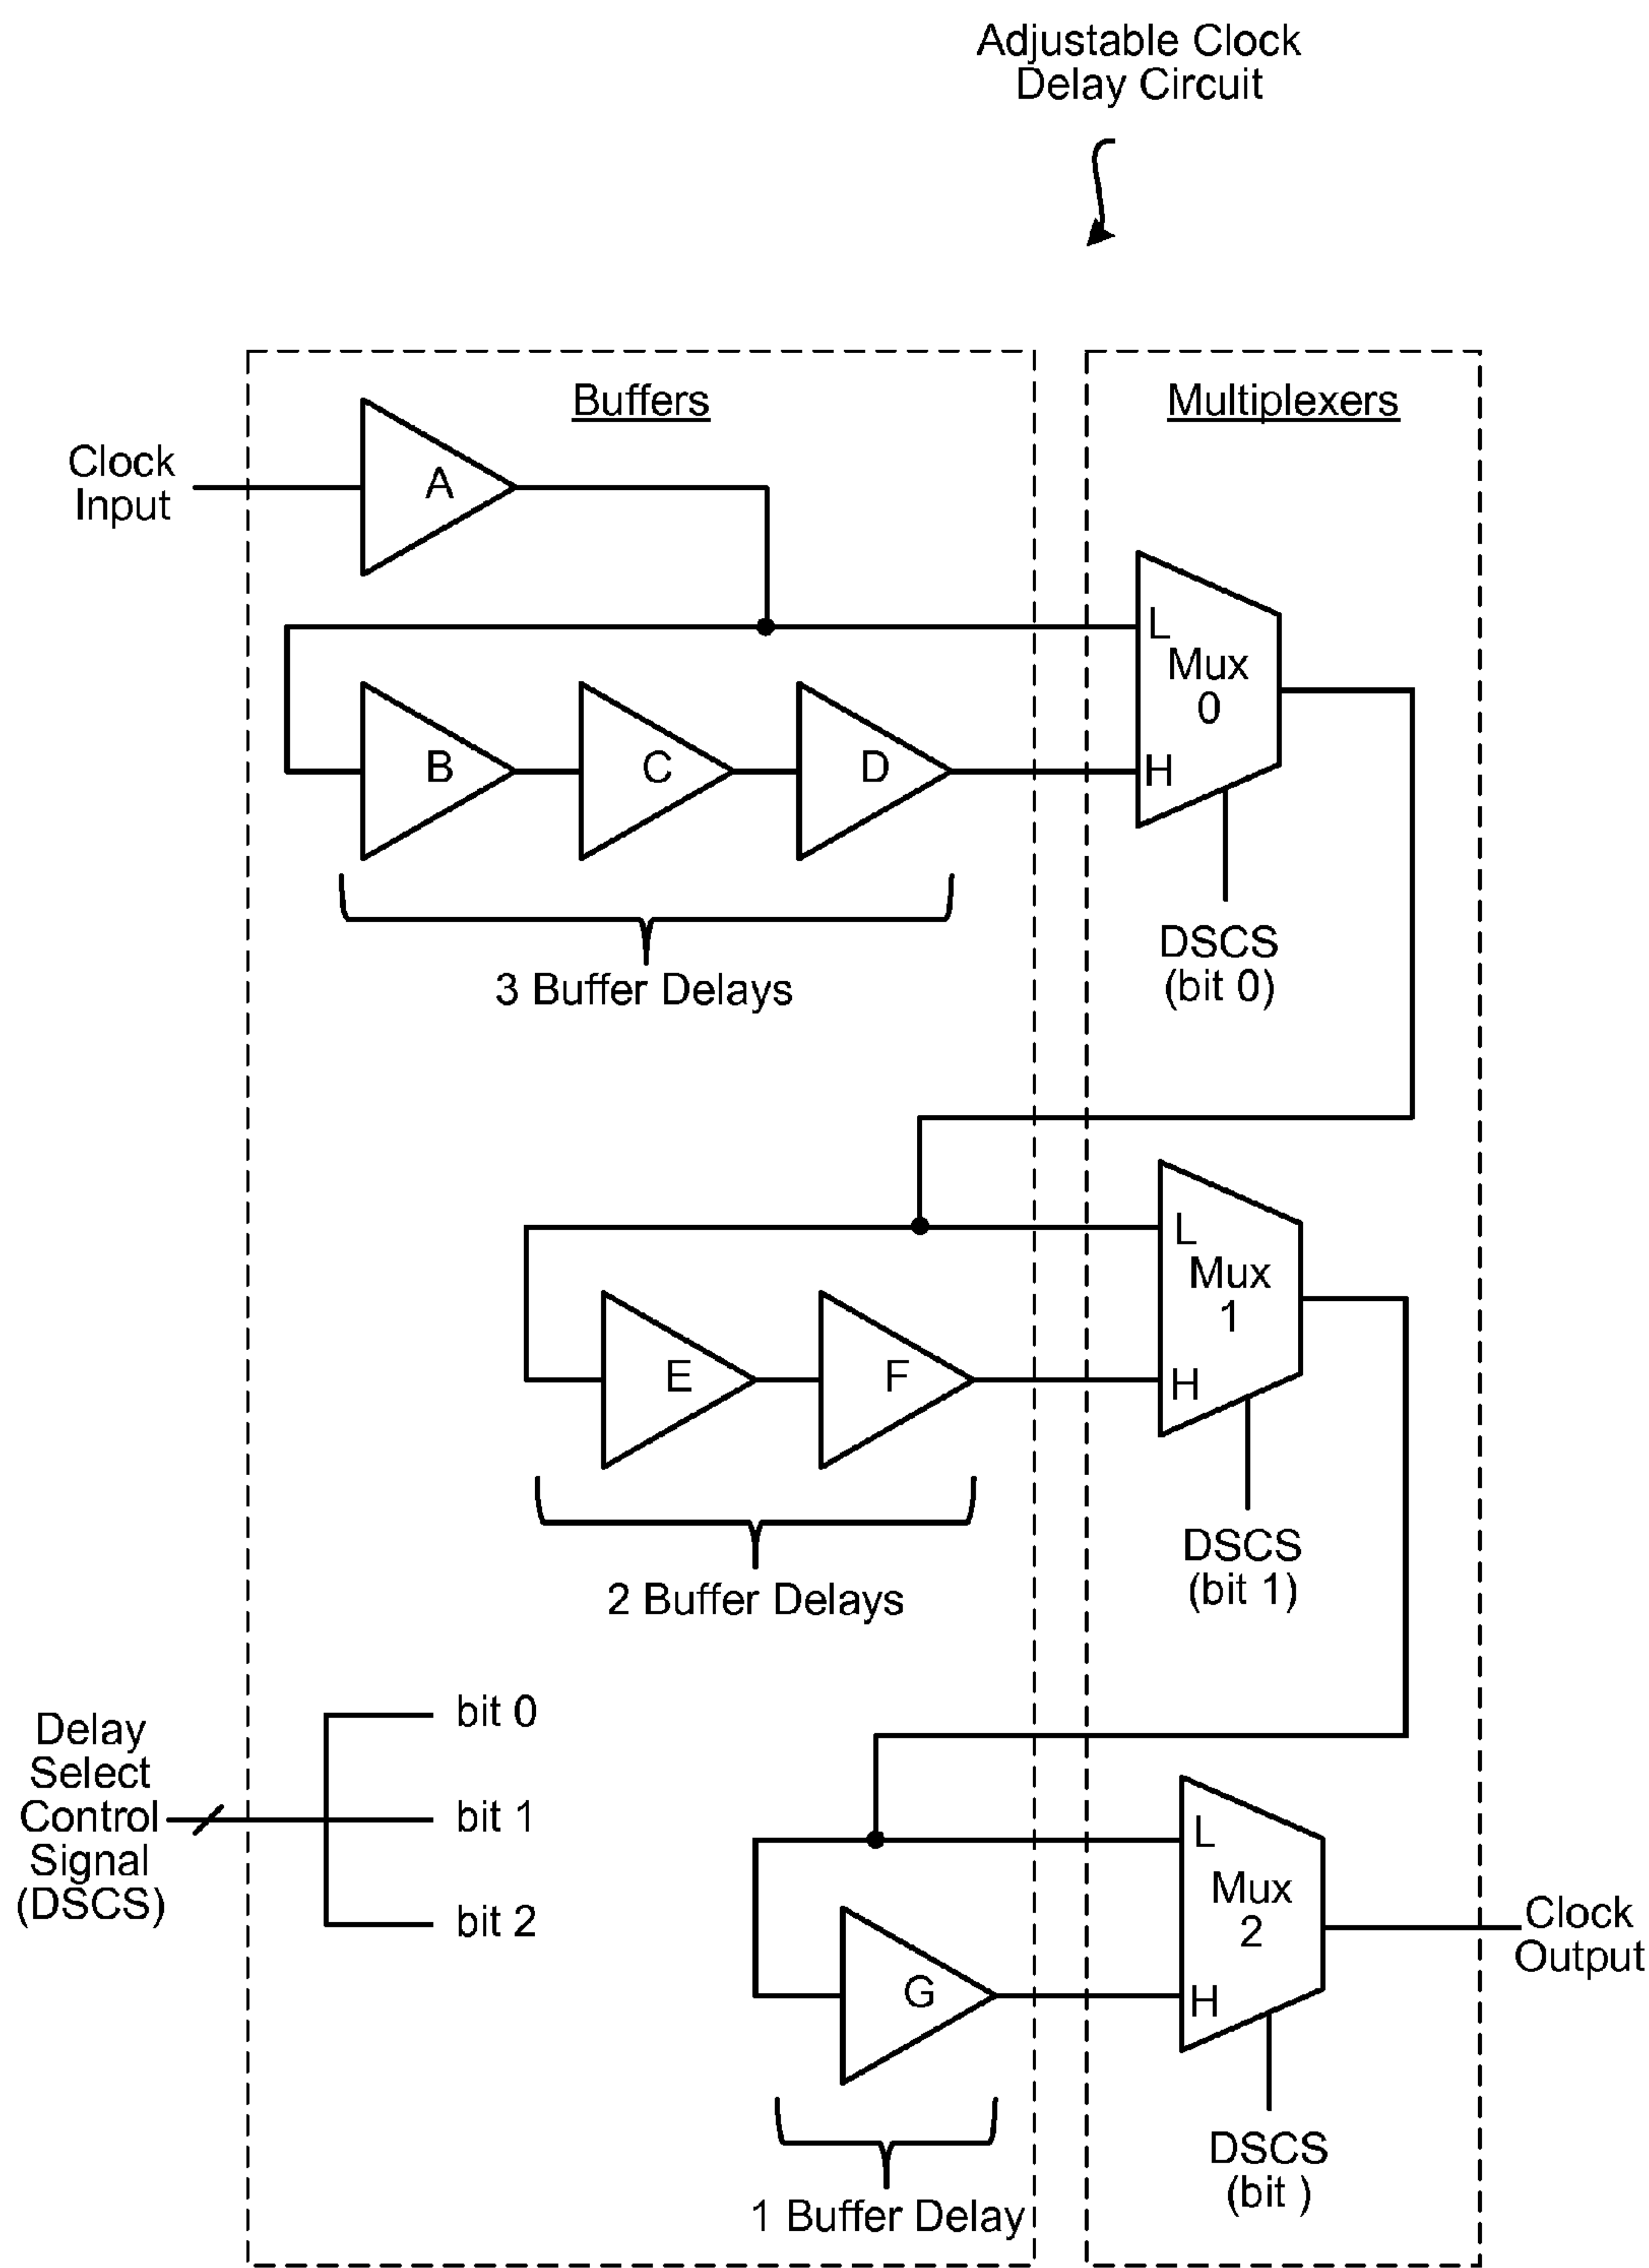 Adjustable Clock
Delay Circuit
Buffers
Multiplexers
Clock
Input
A
L
Mux
0
H
B
C
D
DSCS
(bit 0)
3 Buffer Delays
L
Mux
1
H
E
F
DSCS
(bit 1)
2 Buffer Delays
Delay
Select
Control
Signal
(DSCS)
bit 0
bit 1
bit 2
L
Mux
2
H
G
Clock
Output
DSCS
(bit )
1 Buffer Delay